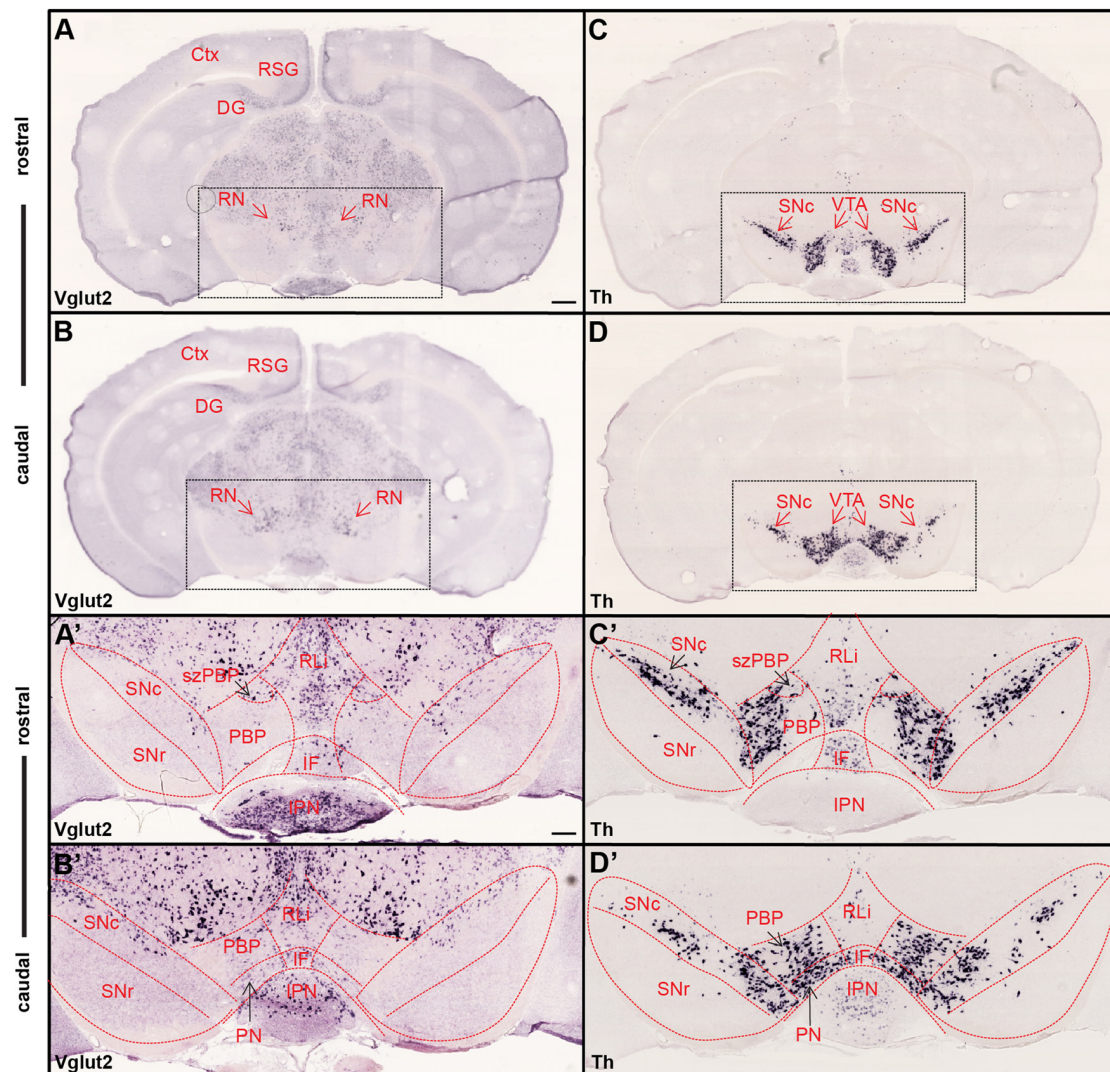 rostral
caudal
A
Ctx
RSG
DG
RN
RN
Vglut2
C
SNc
VTA
SNc
Th
B
Ctx
RSG
DG
RN
RN
Vglut2
D
SNc
VTA
SNc
Th
rostral
caudal
A'
RLi
szPBP
SNc
PBP
SNr
IF
IPN
Vglut2
C'
SNc
RLi
szPBP
PBP
SNr
IF
IPN
Th
B'
SNc
RLi
PBP
IF
SNr
IPN
PN
Vglut2
D'
SNc
PBP
RLi
IF
SNr
IPN
PN
Th